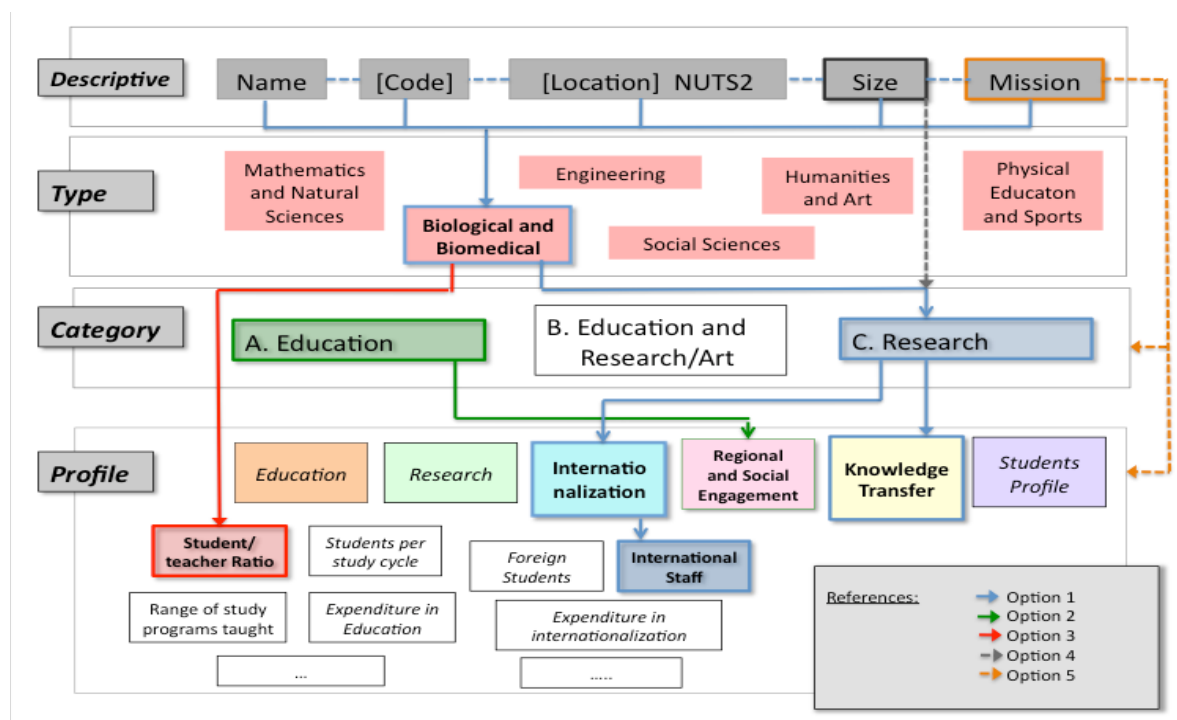 Descriptive
Name
[Code]
[Location] NUTS2
Size
Mission
Type
Mathematics
and Natural
Sciences
Engineering
Humanities
and Art
Physical
Educaton
and Sports
Biological and
Biomedical
Social Sciences
Category
A. Education
B. Education and
Research/Art
C. Research
Profile
Education
Research
Internatio
nalization
Regional
and Social
Engagement
Knowledge
Transfer
Students
Profile
Student/
teacher Ratio
Students per
study cycle
Foreign
Students
International
Staff
Range of study
programs taught
Expenditure in
Education
Expenditure in
internationalization
...
.....
References:
Option 1
Option 2
Option 3
Option 4
Option 5